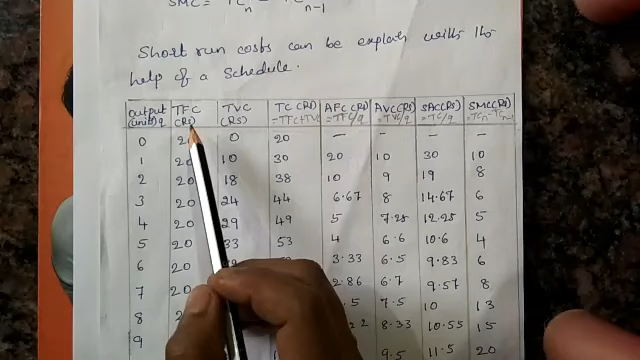 SMC = TCn - TCn-1
Short run costs can be explain with the
help of a Schedule.
Output (units) q TFC (Rs) TVC (RS) TC (RS) =TFC+TVC AFC (RS) =TFC/q AVC (RS) =TVC/q SAC (RS) =TC/q SMC (RS) =TCn-TCn-1
0 20 0 20 — — — —
1 20 10 30 20 10 30 10
2 20 18 38 10 9 19 8
3 20 24 44 6.67 8 14.67 6
4 20 29 49 5 7.25 12.25 5
5 20 33 53 4 6.6 10.6 4
6 20 3.33 6.5 9.83 6
7 20 2.86 6.7 9.57 8
8 .5 7.5 10 13
9 8.33 10.55 15
9.5 11.5 20